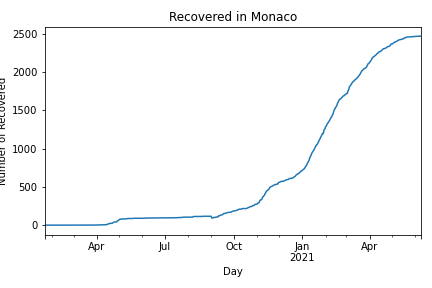 Recovered in Monaco
Number of Recovered
2500
2000
1500
1000
500
0
Apr
Jul
Oct
Jan
2021
Apr
Day